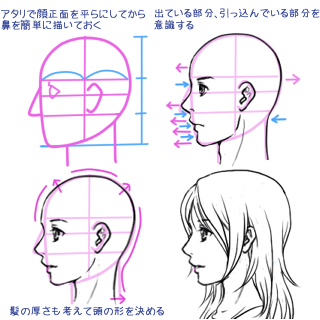 アタリで顔正面を平らにしてから
鼻を簡単に描いておく
出ている部分、引っ込んでいる部分を
意識する
髪の厚さも考えて頭の形を決める